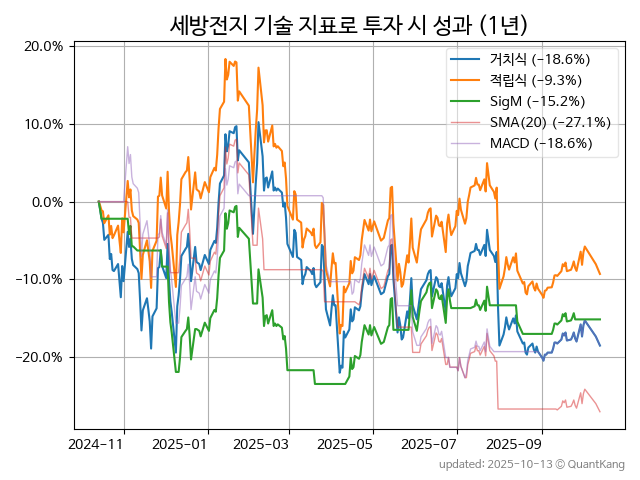 세방전지 기술 지표로 투자 시 성과 (1년)
20.0%
10.0%
0.0%
−10.0%
−20.0%
거치식 (−18.6%)
적립식 (−9.3%)
SigM (−15.2%)
SMA(20) (−27.1%)
MACD (−18.6%)
2024-11
2025-01
2025-03
2025-05
2025-07
2025-09
updated: 2025-10-13 © QuantKang